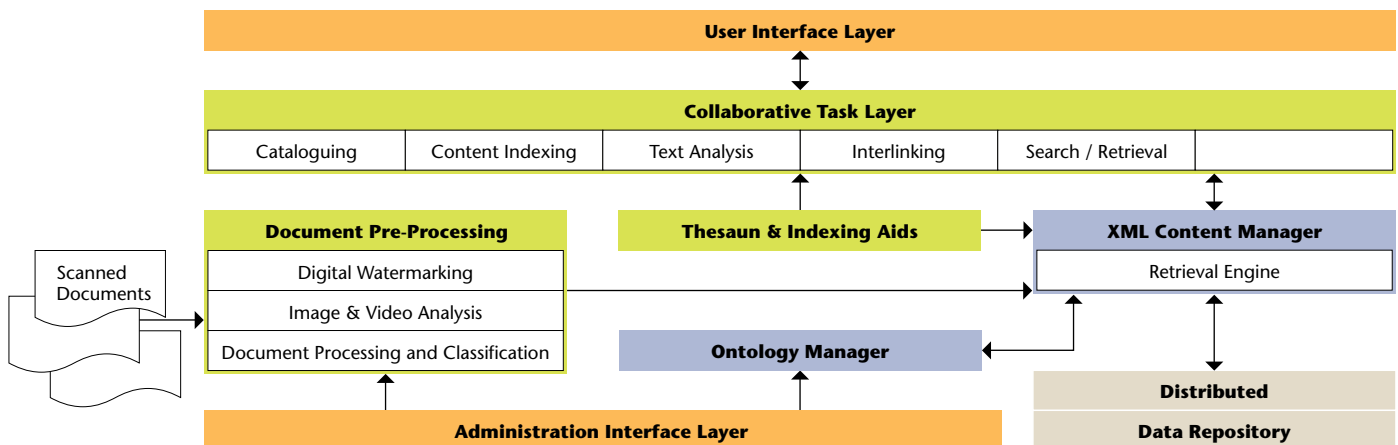 User Interface Layer
Collaborative Task Layer
Cataloguing
Content Indexing
Text Analysis
Interlinking
Search / Retrieval
Document Pre-Processing
Thesaun & Indexing Aids
XML Content Manager
Scanned
Documents
Digital Watermarking
Image & Video Analysis
Document Processing and Classification
Retrieval Engine
Ontology Manager
Administration Interface Layer
Distributed
Data Repository